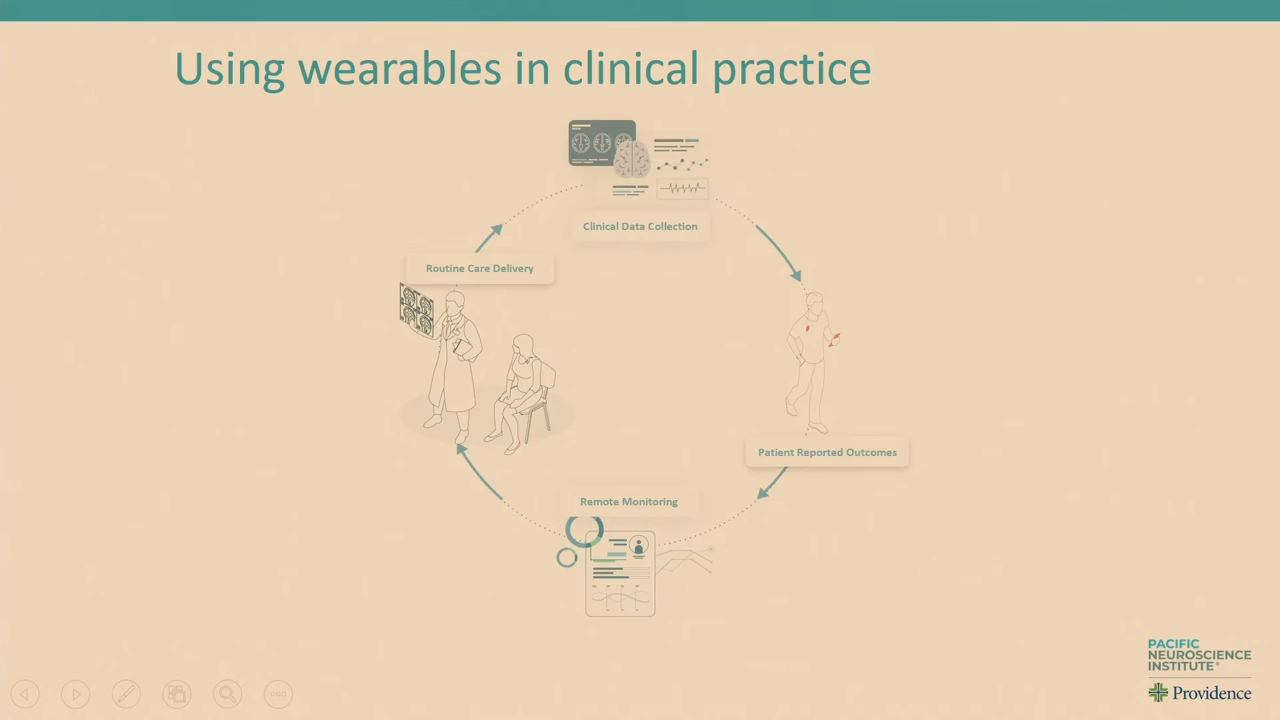 Using wearables in clinical practice
Clinical Data Collection
Routine Care Delivery
Patient Reported Outcomes
Remote Monitoring
PACIFIC
NEUROSCIENCE
INSTITUTE®
Providence